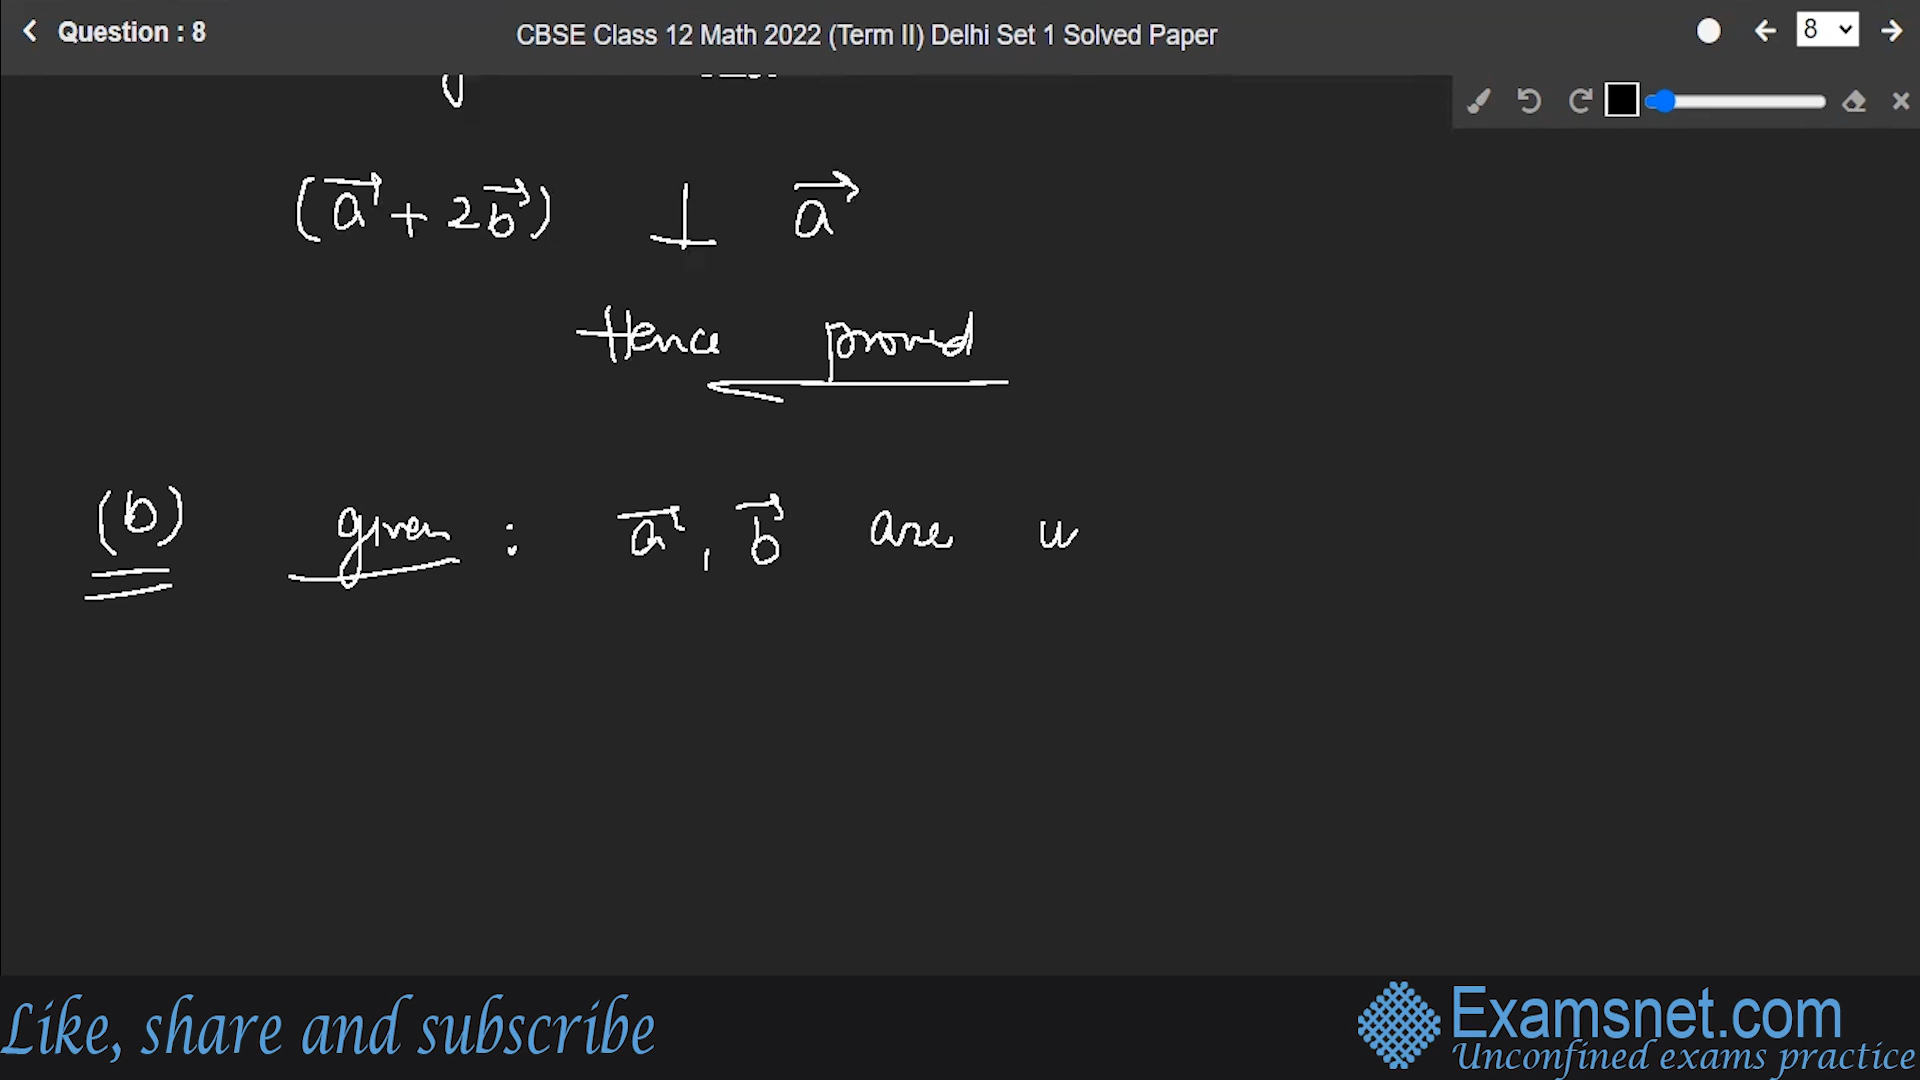 Question : 8
CBSE Class 12 Math 2022 (Term II) Delhi Set 1 Solved Paper
8
(a⃗ + 2b⃗) ⊥ a⃗
Hence proved
(b) given : a⃗, b⃗ are u
Like, share and subscribe
Examsnet.com
Unconfined exams practice